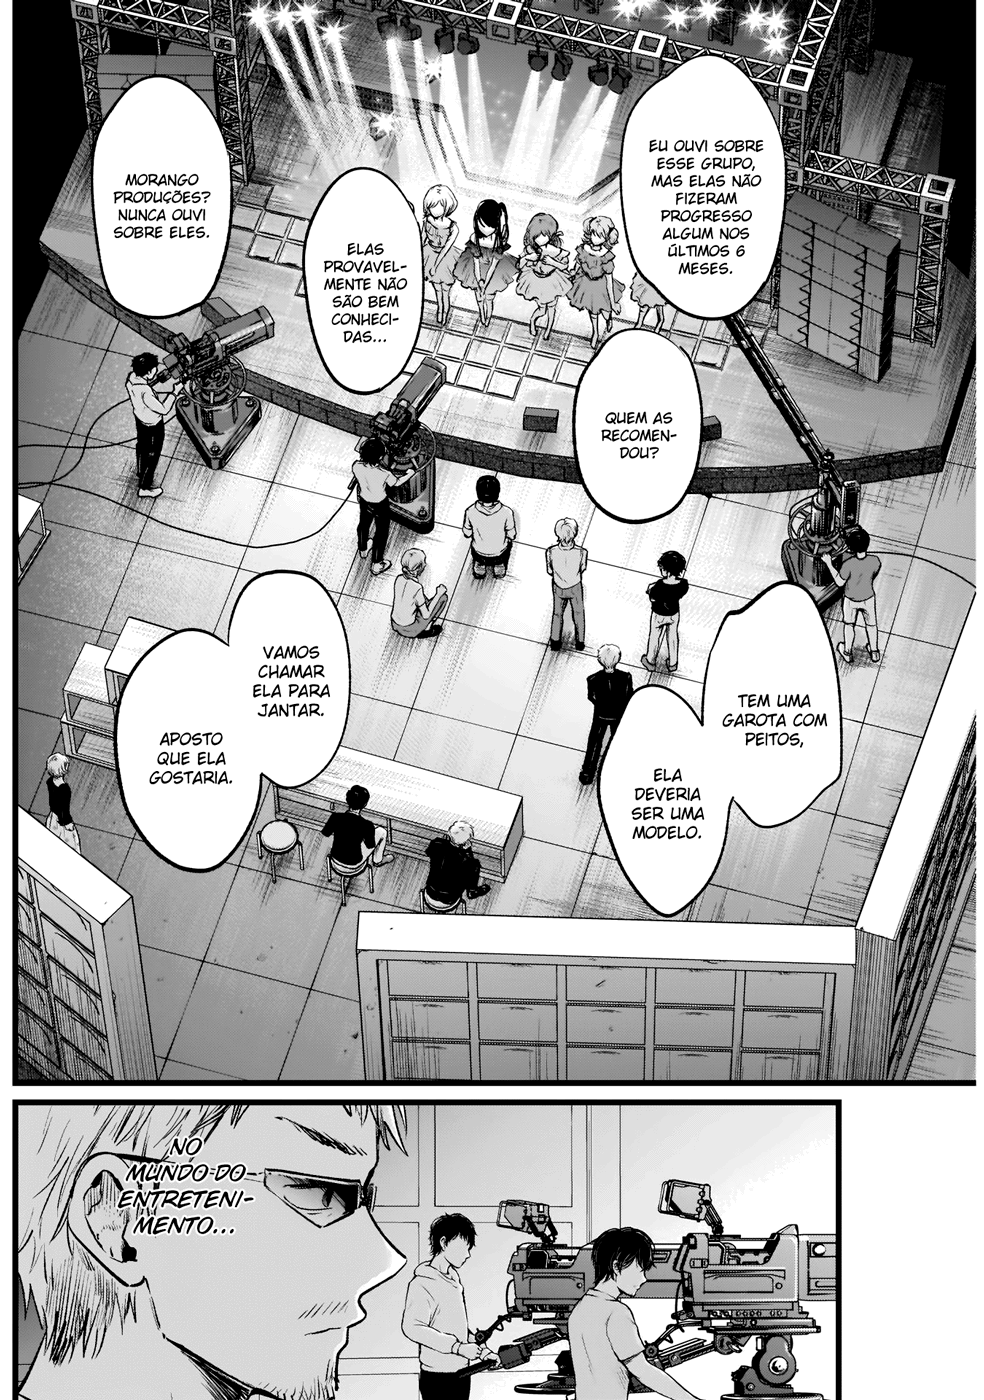 EU OUVI SOBRE
ESSE GRUPO,
MAS ELAS NÃO
FIZERAM
PROGRESSO
ALGUM NOS
ÚLTIMOS 6
MESES.
QUEM AS
RECOMEN-
DOU?
ELAS
PROVAVEL-
MENTE NÃO
SÃO BEM
CONHECI-
DAS...
MORANGO
PRODUÇÕES?
NUNCA OUVI
SOBRE ELES.
TEM UMA
GAROTA COM
PEITOS,
ELA
DEVERIA
SER UMA
MODELO.
VAMOS
CHAMAR
ELA PARA
JANTAR.
APOSTO
QUE ELA
GOSTARIA.
NO
MUNDO DO
ENTRETENI-
MENTO...